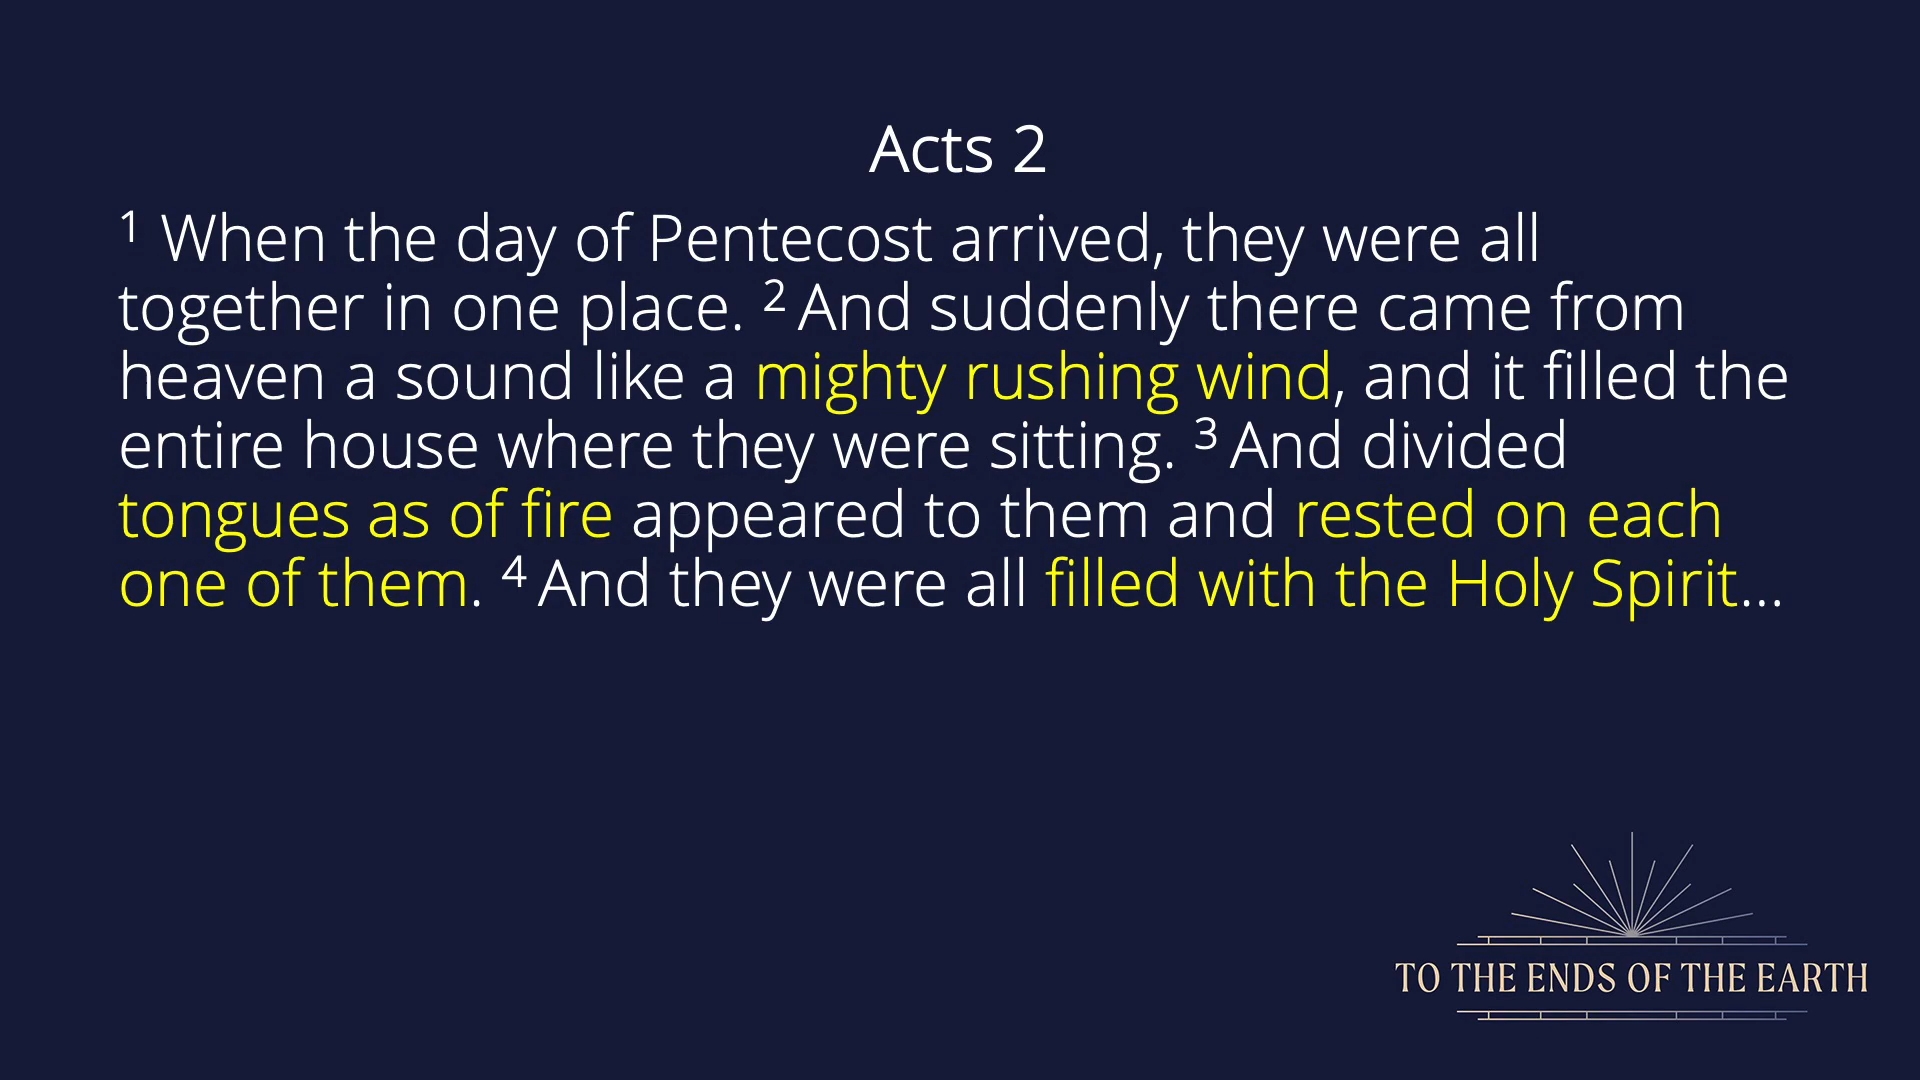 Acts 2
¹ When the day of Pentecost arrived, they were all
together in one place. ² And suddenly there came from
heaven a sound like a mighty rushing wind, and it filled the
entire house where they were sitting. ³ And divided
tongues as of fire appeared to them and rested on each
one of them. ⁴ And they were all filled with the Holy Spirit...
TO THE ENDS OF THE EARTH